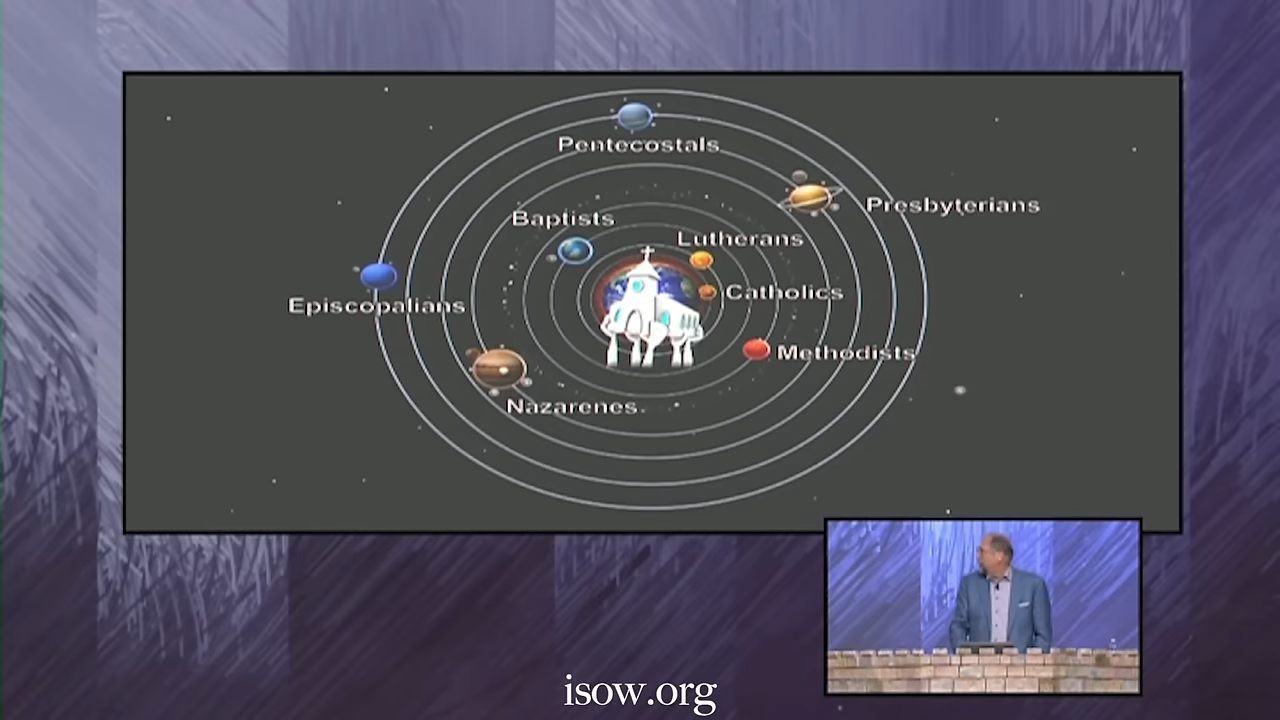 Pentecostals
Presbyterians
Baptists
Lutherans
Catholics
Episcopalians
Methodists
Nazarenes
isow.org